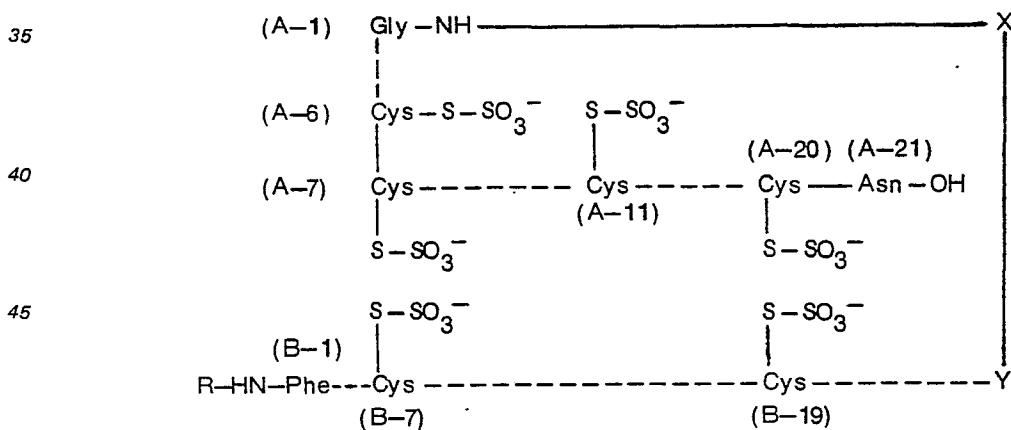 35 (A–1) Gly–NH X
(A–6) Cys–S–SO₃⁻ S–SO₃⁻
40 (A–20) (A–21)
(A–7) Cys Cys Cys Asn–OH
(A–11)
S–SO₃⁻ S–SO₃⁻
45 S–SO₃⁻ S–SO₃⁻
(B–1)
R–HN–Phe Cys Cys Y
(B–7) (B–19)